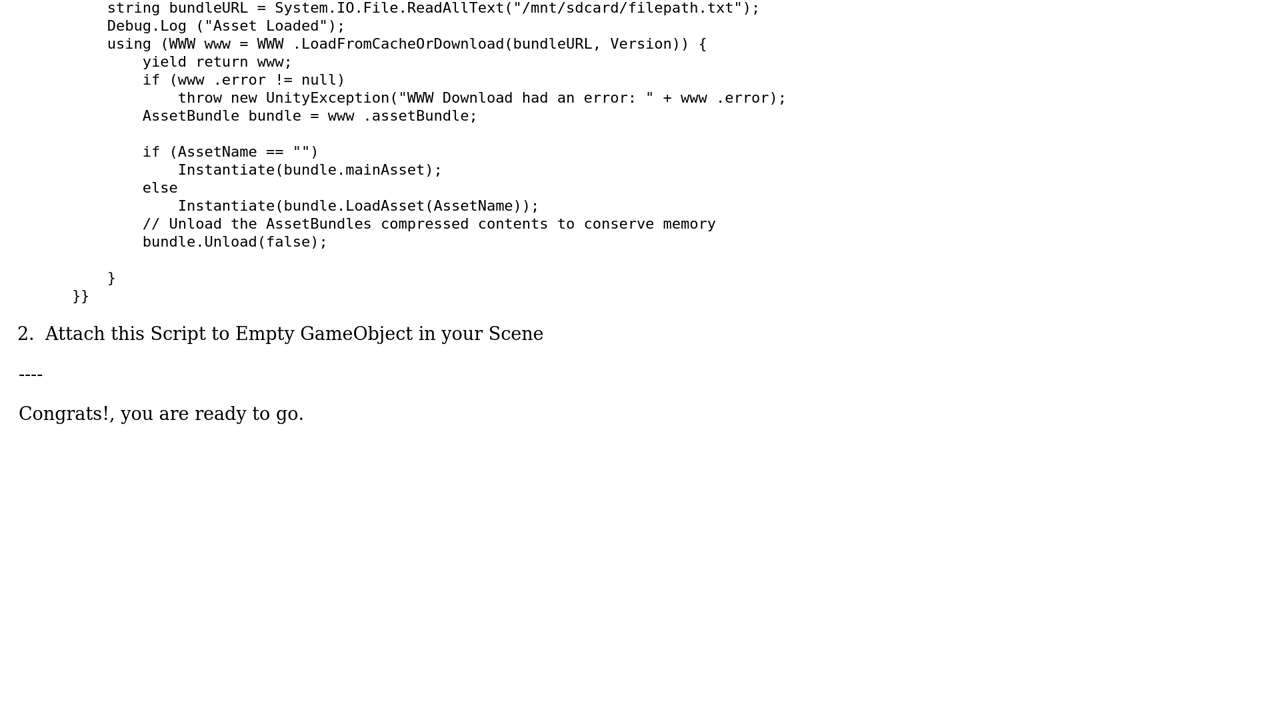 string bundleURL = System.IO.File.ReadAllText("/mnt/sdcard/filepath.txt");
Debug.Log ("Asset Loaded");
using (WWW www = WWW .LoadFromCacheOrDownload(bundleURL, Version)) {
yield return www;
if (www .error != null)
throw new UnityException("WWW Download had an error: " + www .error);
AssetBundle bundle = www .assetBundle;
if (AssetName == "")
Instantiate(bundle.mainAsset);
else
Instantiate(bundle.LoadAsset(AssetName));
// Unload the AssetBundles compressed contents to conserve memory
bundle.Unload(false);
}
}}
2. Attach this Script to Empty GameObject in your Scene
----
Congrats!, you are ready to go.